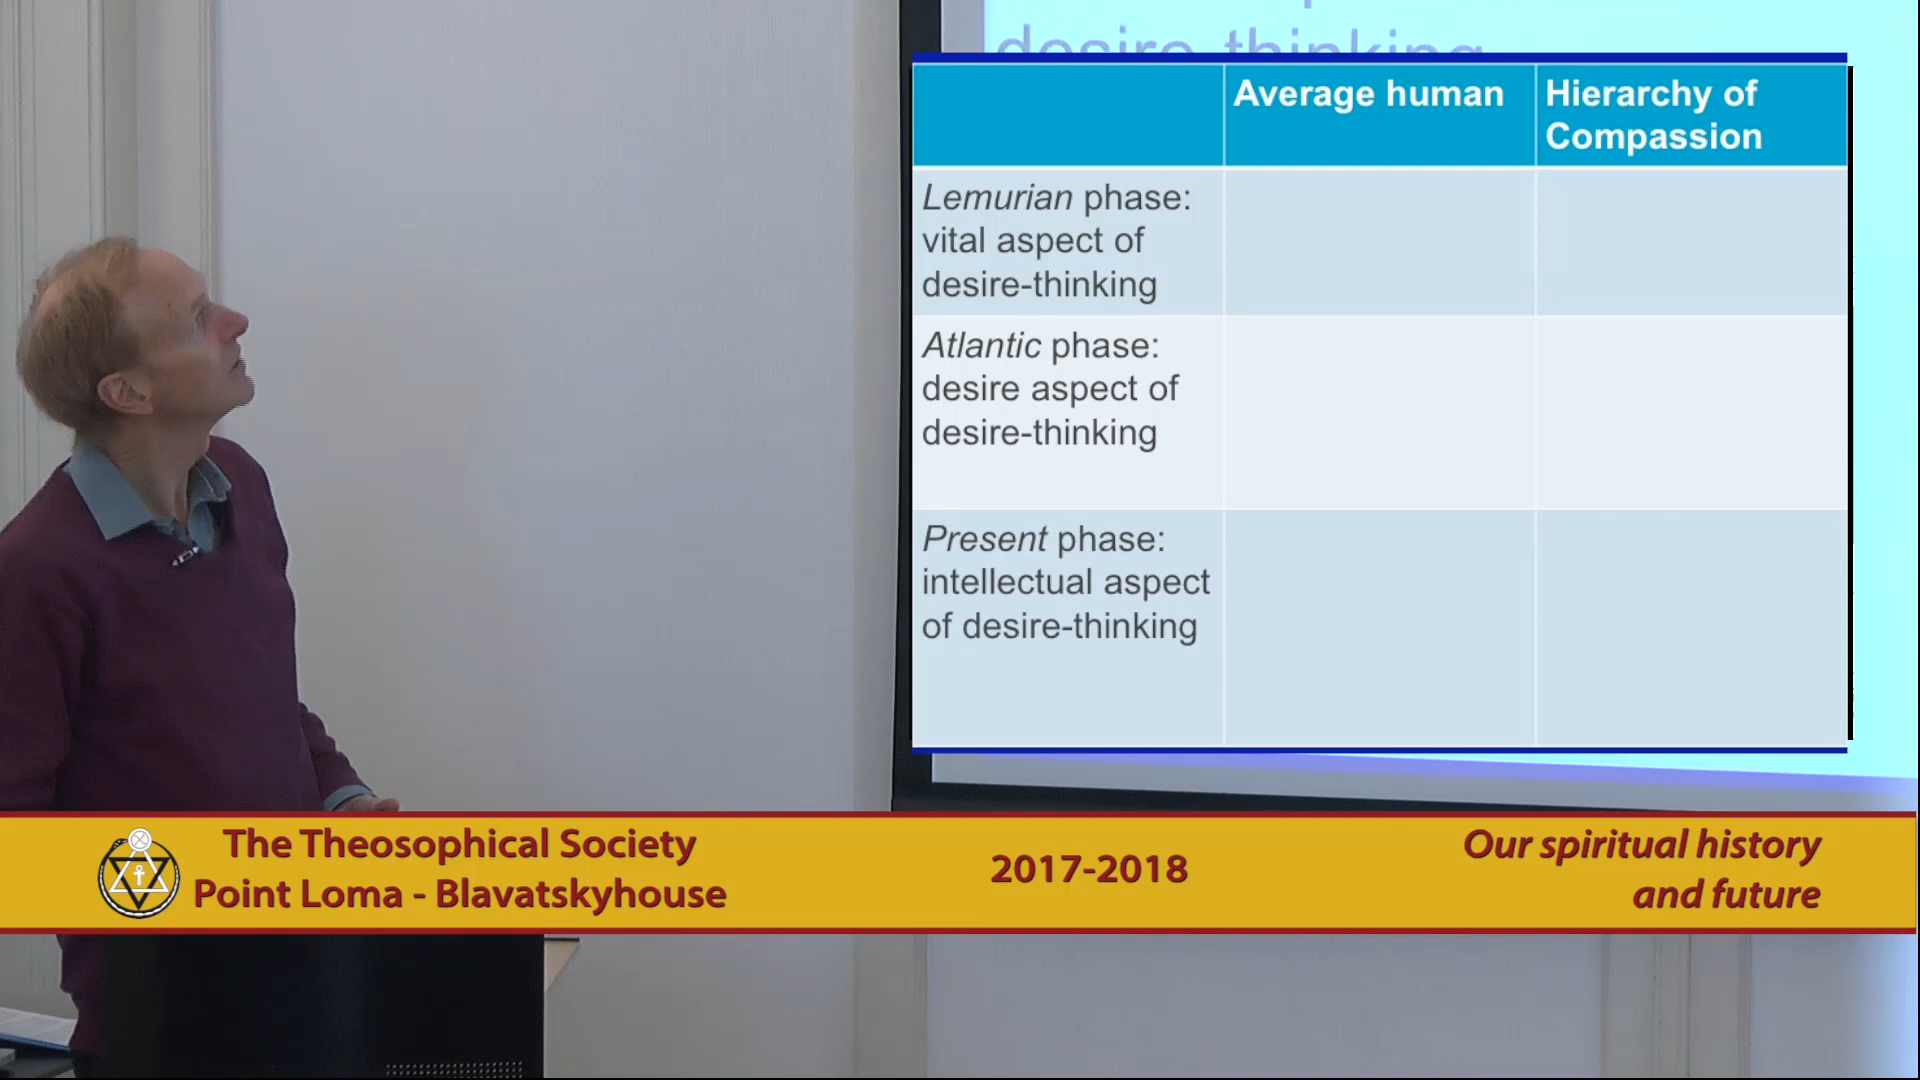 desire-thinking
Average human
Hierarchy of
Compassion
Lemurian phase:
vital aspect of
desire-thinking
Atlantic phase:
desire aspect of
desire-thinking
Present phase:
intellectual aspect
of desire-thinking
The Theosophical Society
Point Loma - Blavatskyhouse
2017-2018
Our spiritual history
and future